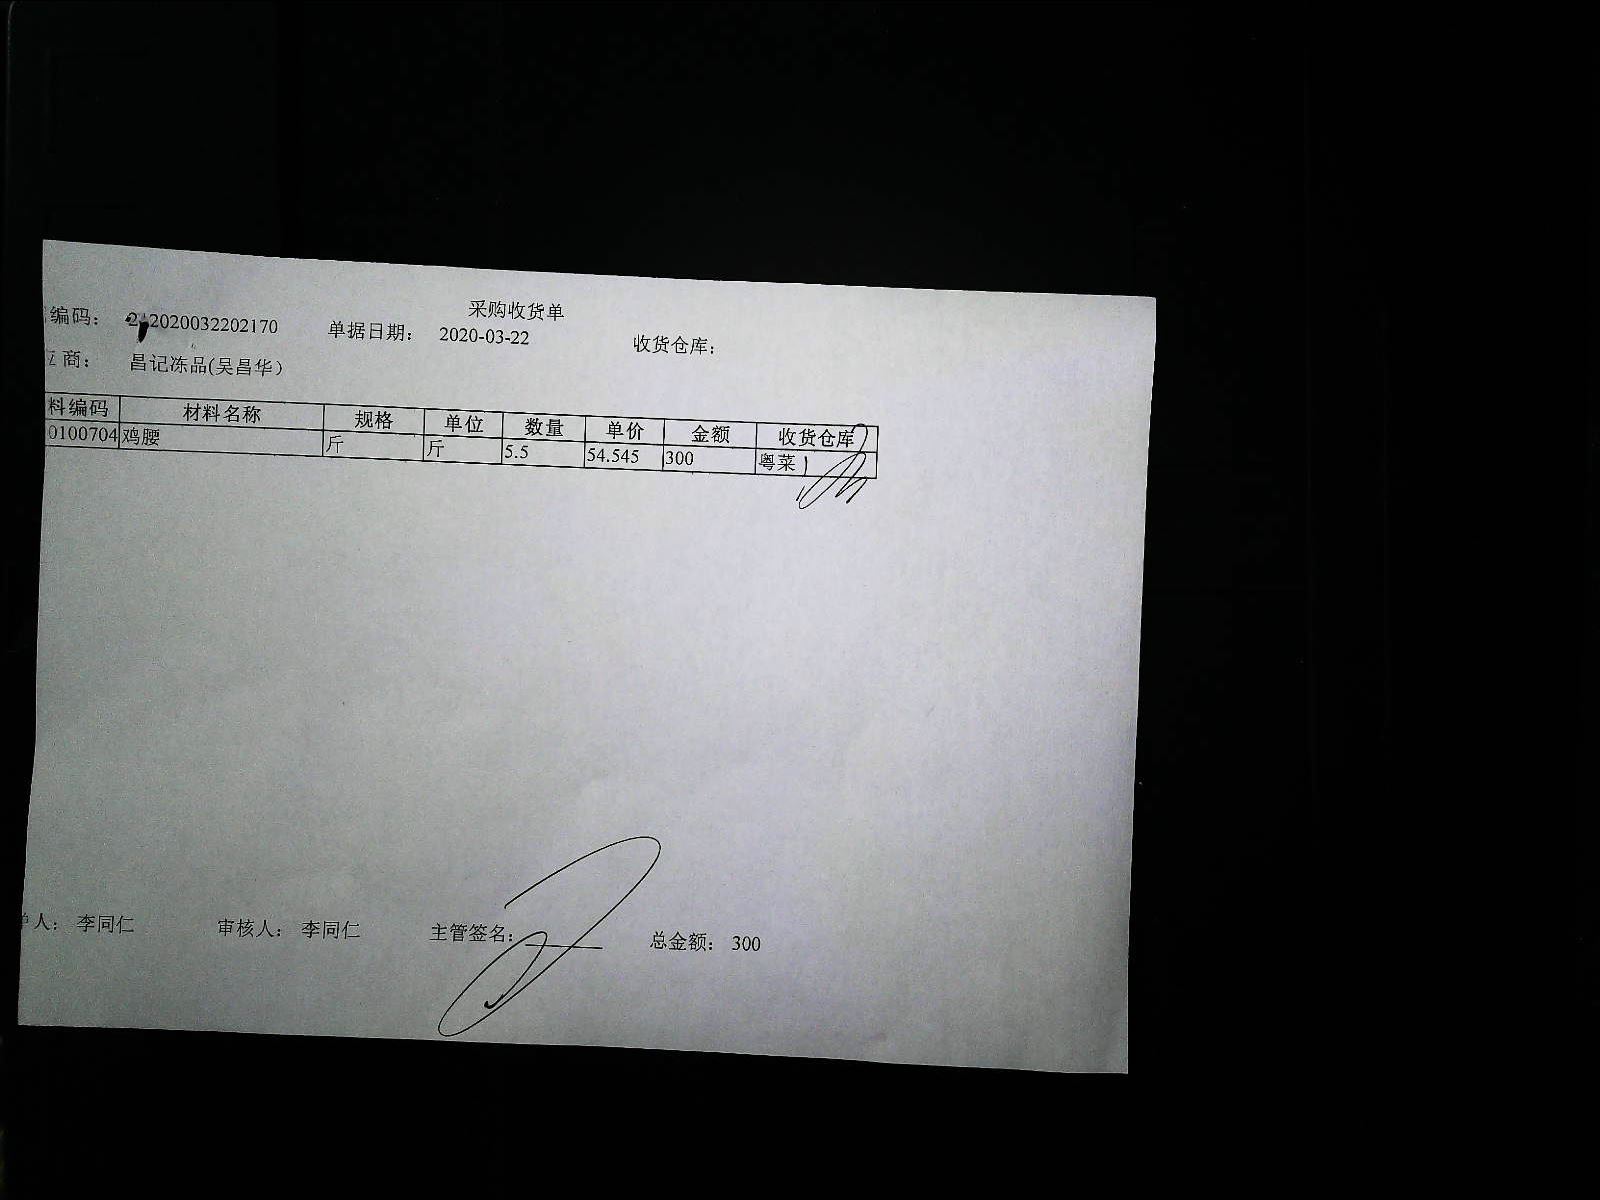 采购收货单
编码： 2020032202170 单据日期： 2020-03-22 收货仓库：
商： 昌记冻品(吴昌华）
料编码 材料名称 规格 单位 数量 单价 金额 收货仓库
0100704 鸡腰 斤 斤 5.5 54.545 300 粤菜
人： 李同仁 审核人： 李同仁 主管签名： 总金额： 300